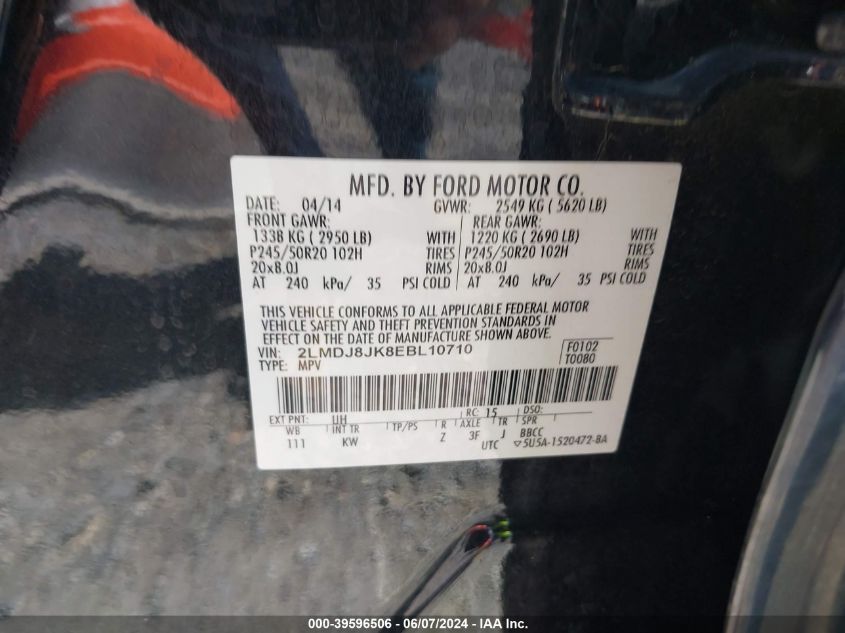 MFD. BY FORD MOTOR CO.
DATE: 04/14 GVWR: 2549 KG ( 5620 LB)
FRONT GAWR: REAR GAWR:
1338 KG ( 2950 LB) WITH 1220 KG ( 2690 LB) WITH
P245/50R20 102H TIRES P245/50R20 102H TIRES
20x8.0J RIMS 20x8.0J RIMS
AT 240 kPa/ 35 PSI COLD AT 240 kPa/ 35 PSI COLD
THIS VEHICLE CONFORMS TO ALL APPLICABLE FEDERAL MOTOR
VEHICLE SAFETY AND THEFT PREVENTION STANDARDS IN
EFFECT ON THE DATE OF MANUFACTURE SHOWN ABOVE.
VIN: 2LMDJ8JK8EBL10710 F0102
TYPE: MPV T0080
EXT PNT: UH RC: 15 DSO:
WB INT TR TP/PS R AXLE TR SPR
111 KW Z 3F J BBCC
UTC ▽5U5A-1520472-BA
000-39596506 - 06/07/2024 - www.iaai.com